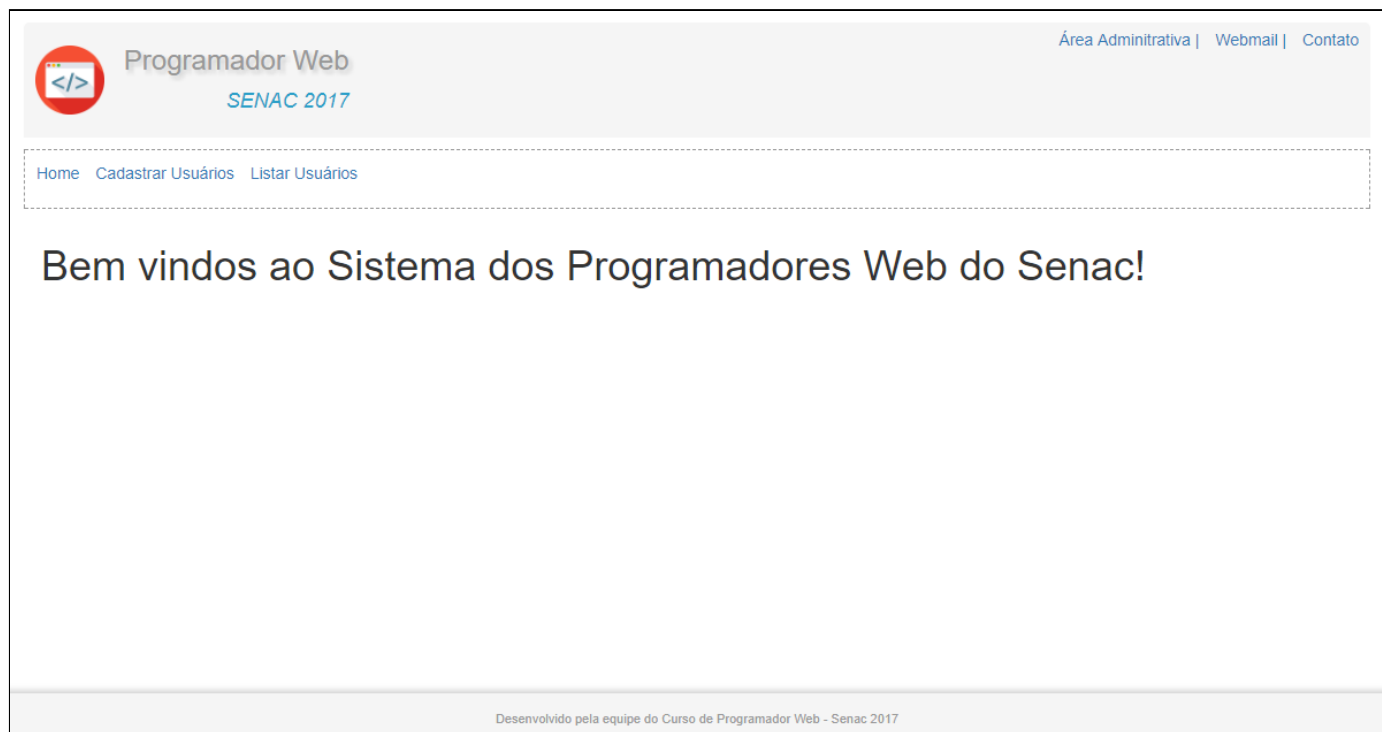 Área Adminitrativa | Webmail | Contato
</>
Programador Web
SENAC 2017
Home Cadastrar Usuários Listar Usuários
Bem vindos ao Sistema dos Programadores Web do Senac!
Desenvolvido pela equipe do Curso de Programador Web - Senac 2017